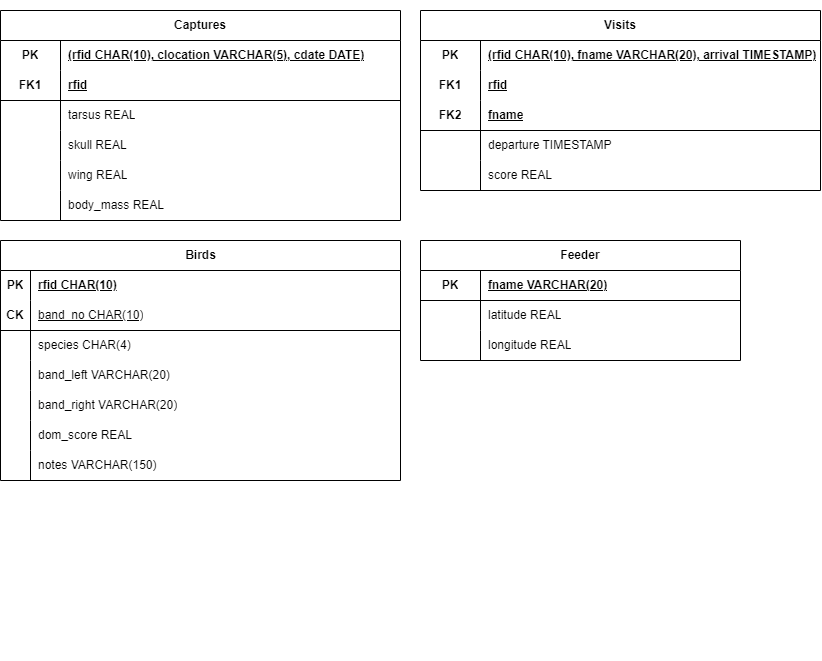 Captures
PK (rfid CHAR(10), clocation VARCHAR(5), cdate DATE)
FK1 rfid
tarsus REAL
skull REAL
wing REAL
body_mass REAL
Visits
PK (rfid CHAR(10), fname VARCHAR(20), arrival TIMESTAMP)
FK1 rfid
FK2 fname
departure TIMESTAMP
score REAL
Birds
PK rfid CHAR(10)
CK band_no CHAR(10)
species CHAR(4)
band_left VARCHAR(20)
band_right VARCHAR(20)
dom_score REAL
notes VARCHAR(150)
Feeder
PK fname VARCHAR(20)
latitude REAL
longitude REAL